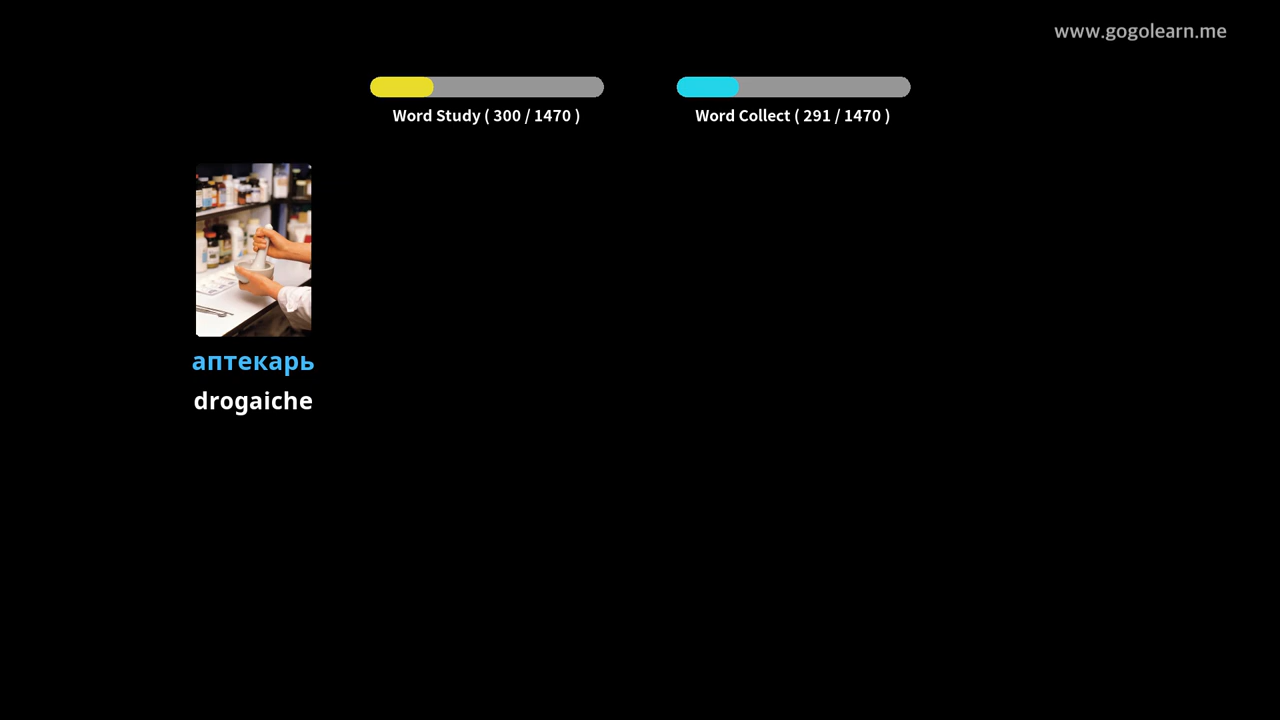 www.gogolearn.me
Word Study ( 300 / 1470 )
Word Collect ( 291 / 1470 )
аптекарь
drogaiche